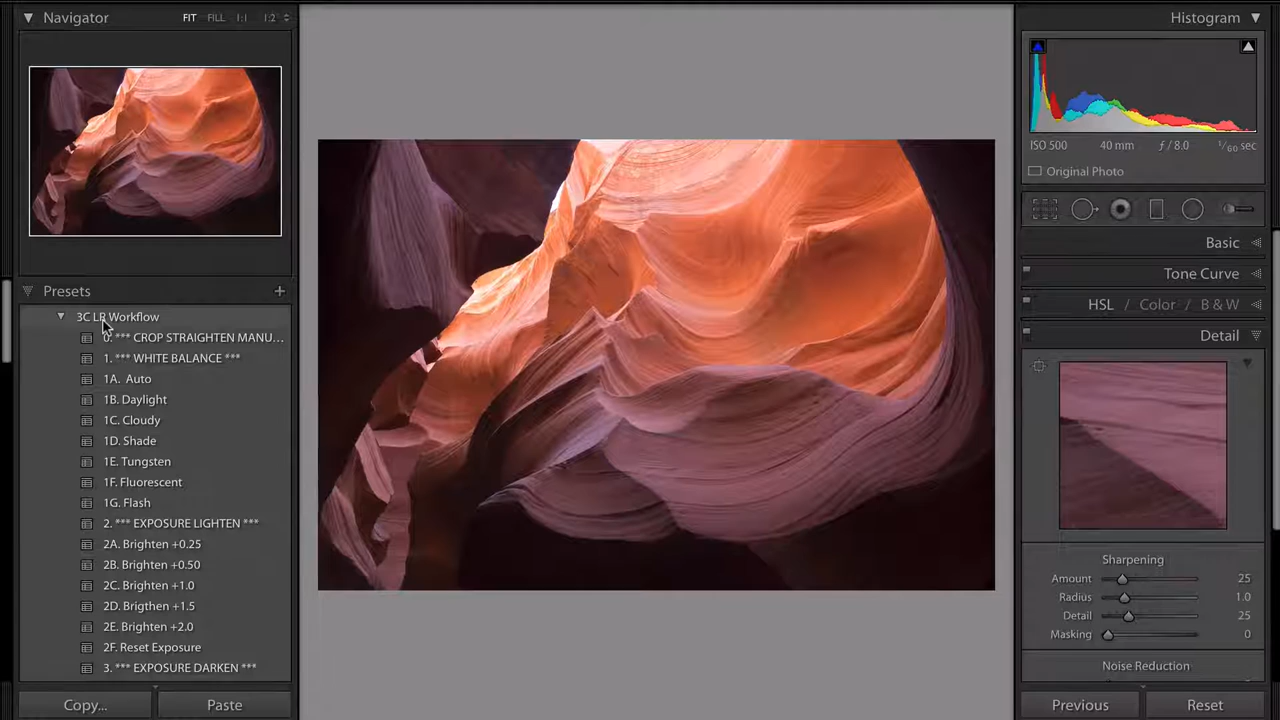 Navigator
FIT FILL 1:1 1:2
Presets +
3C LR Workflow
0. *** CROP STRAIGHTEN MANU...
1. *** WHITE BALANCE ***
1A. Auto
1B. Daylight
1C. Cloudy
1D. Shade
1E. Tungsten
1F. Fluorescent
1G. Flash
2. *** EXPOSURE LIGHTEN ***
2A. Brighten +0.25
2B. Brighten +0.50
2C. Brighten +1.0
2D. Brigthen +1.5
2E. Brighten +2.0
2F. Reset Exposure
3. *** EXPOSURE DARKEN ***
Copy...
Paste
Histogram
ISO 500 40 mm ƒ / 8.0 1/60 sec
Original Photo
Basic
Tone Curve
HSL / Color / B & W
Detail
Sharpening
Amount 25
Radius 1.0
Detail 25
Masking 0
Noise Reduction
Previous
Reset